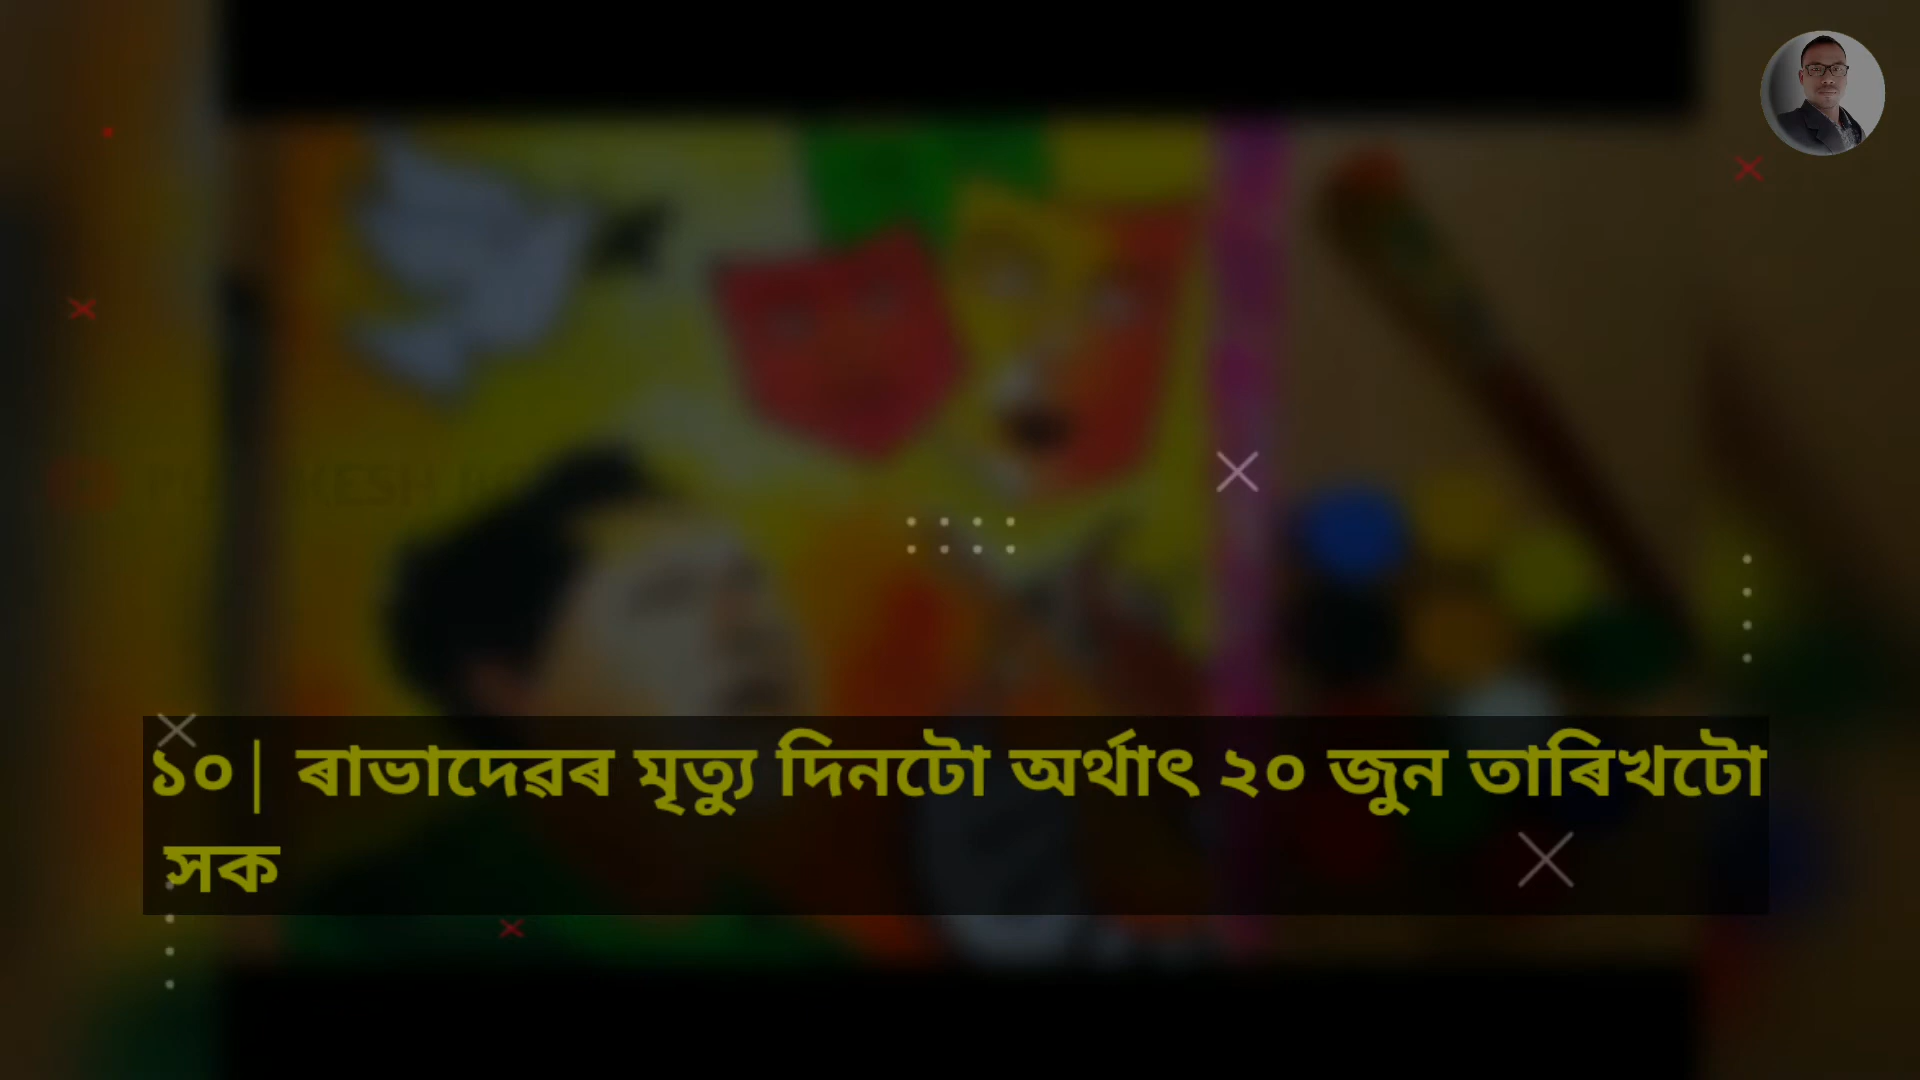 ১০| ৰাভাদেৱৰ মৃত্যু দিনটো অৰ্থাৎ ২০ জুন তাৰিখটো
সক